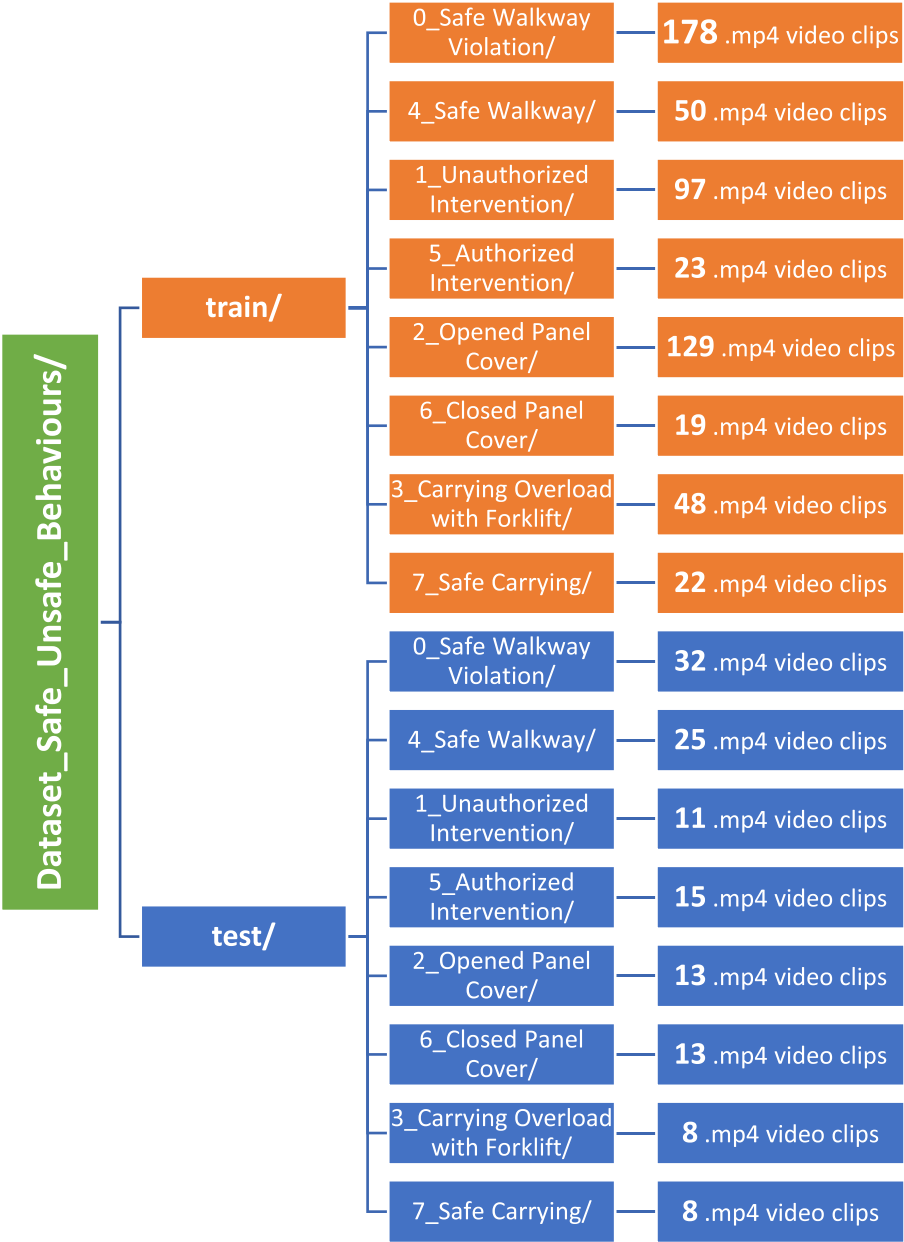 Dataset_Safe_Unsafe_Behaviours/
train/
0_Safe Walkway
Violation/
178 .mp4 video clips
4_Safe Walkway/
50 .mp4 video clips
1_Unauthorized
Intervention/
97 .mp4 video clips
5_Authorized
Intervention/
23 .mp4 video clips
2_Opened Panel
Cover/
129 .mp4 video clips
6_Closed Panel
Cover/
19 .mp4 video clips
3_Carrying Overload
with Forklift/
48 .mp4 video clips
7_Safe Carrying/
22 .mp4 video clips
test/
0_Safe Walkway
Violation/
32 .mp4 video clips
4_Safe Walkway/
25 .mp4 video clips
1_Unauthorized
Intervention/
11 .mp4 video clips
5_Authorized
Intervention/
15 .mp4 video clips
2_Opened Panel
Cover/
13 .mp4 video clips
6_Closed Panel
Cover/
13 .mp4 video clips
3_Carrying Overload
with Forklift/
8 .mp4 video clips
7_Safe Carrying/
8 .mp4 video clips